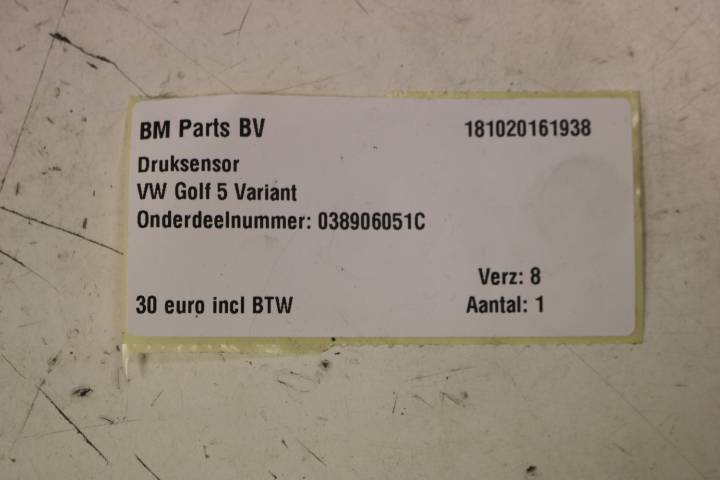 BM Parts BV 181020161938
Druksensor
VW Golf 5 Variant
Onderdeelnummer: 038906051C
Verz: 8
30 euro incl BTW Aantal: 1